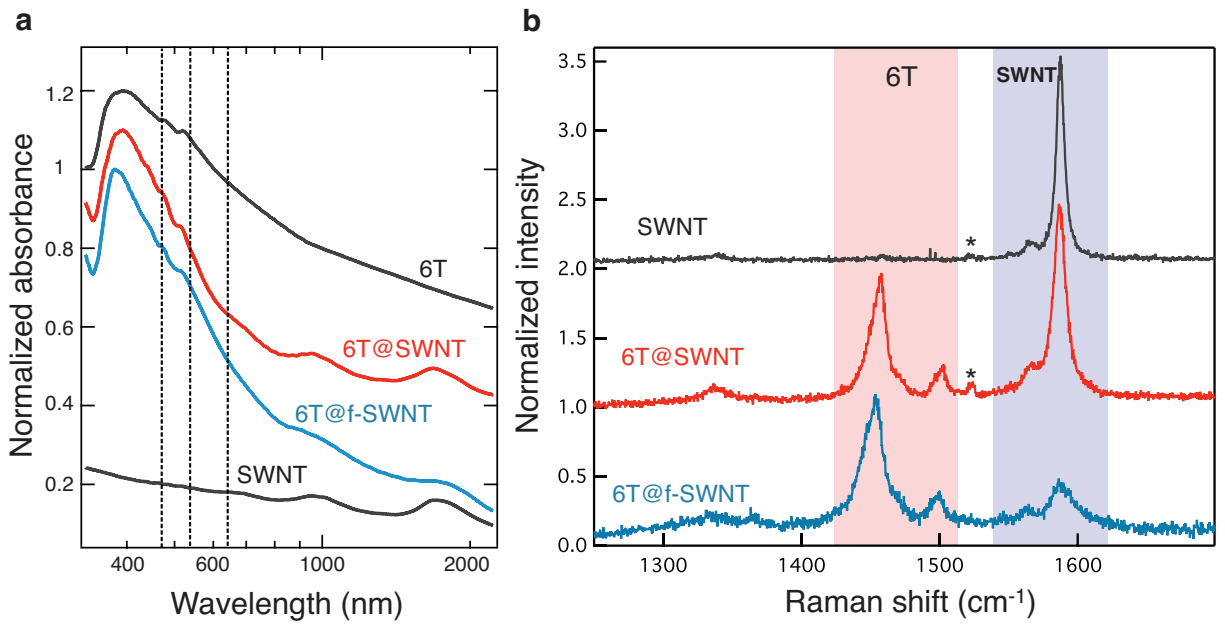 a
Normalized absorbance
1.2
1
0.8
0.6
0.4
0.2
6T
6T@SWNT
6T@f-SWNT
SWNT
400
600
1000
2000
Wavelength (nm)
b
Normalized intensity
3.5
3.0
2.5
2.0
1.5
1.0
0.5
0.0
6T
SWNT
SWNT
*
6T@SWNT
*
6T@f-SWNT
1300
1400
1500
1600
Raman shift (cm⁻¹)